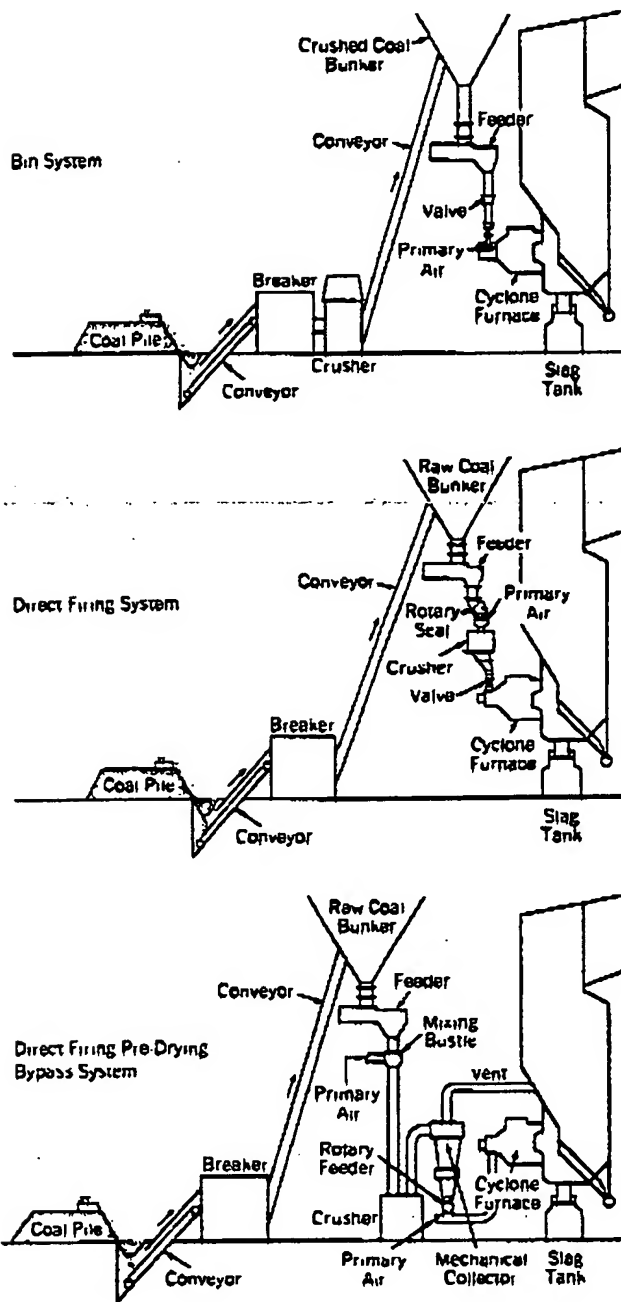 Crushed Coal
Bunker
Conveyor
Feeder
Bin System
Valve
Primary
Air
Breaker
Cyclone
Furnace
Coal Pile
Crusher
Conveyor
Slag
Tank
Raw Coal
Bunker
Feeder
Conveyor
Primary
Air
Direct Firing System
Rotary
Seal
Crusher
Valve
Breaker
Cyclone
Furnace
Coal Pile
Conveyor
Slag
Tank
Raw Coal
Bunker
Conveyor
Feeder
Mixing
Bustle
Direct Firing Pre-Drying
Bypass System
Primary
Air
Vent
Breaker
Rotary
Feeder
Cyclone
Furnace
Coal Pile
Crusher
Conveyor
Primary
Air
Mechanical
Collector
Slag
Tank